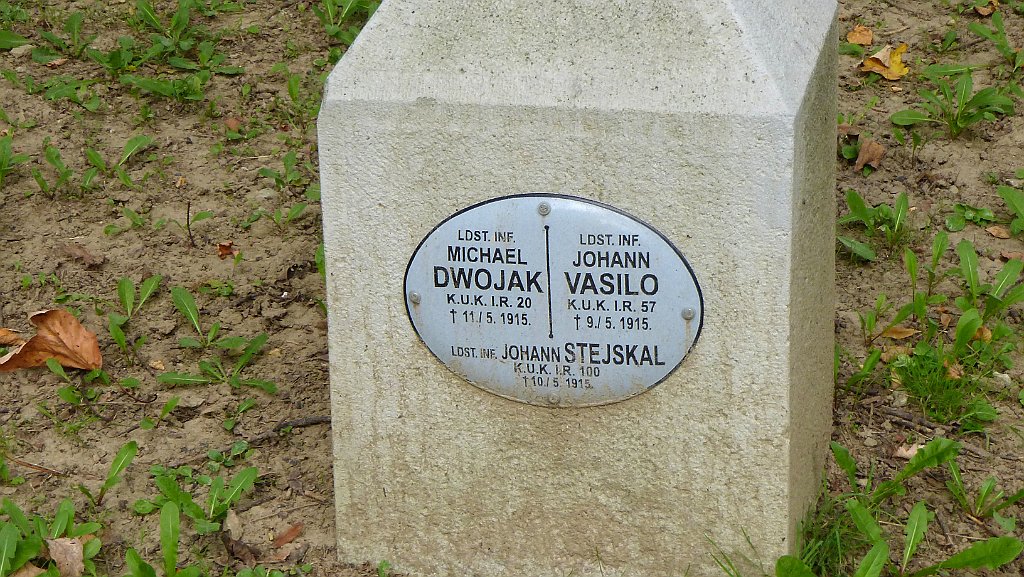 LDST. INF.
MICHAEL
DWOJAK
K.U.K. I.R. 20
† 11./5. 1915.
LDST. INF.
JOHANN
VASILO
K.U.K. I.R. 57
† 9./5. 1915.
LDST. INF. JOHANN STEJSKAL
K.U.K. I.R. 100
† 10./5. 1915.